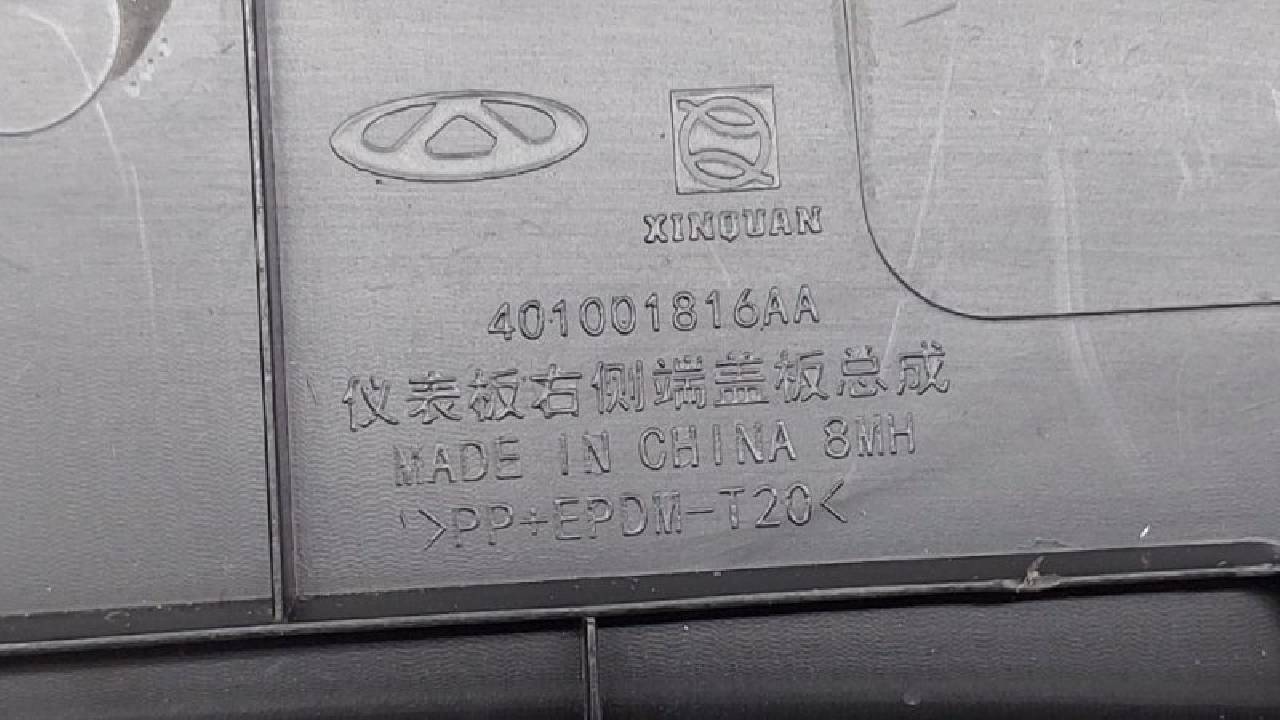 XINQUAN
401001816AA
仪表板右侧端盖板总成
MADE IN CHINA 8MH
>PP+EPDM-T20<